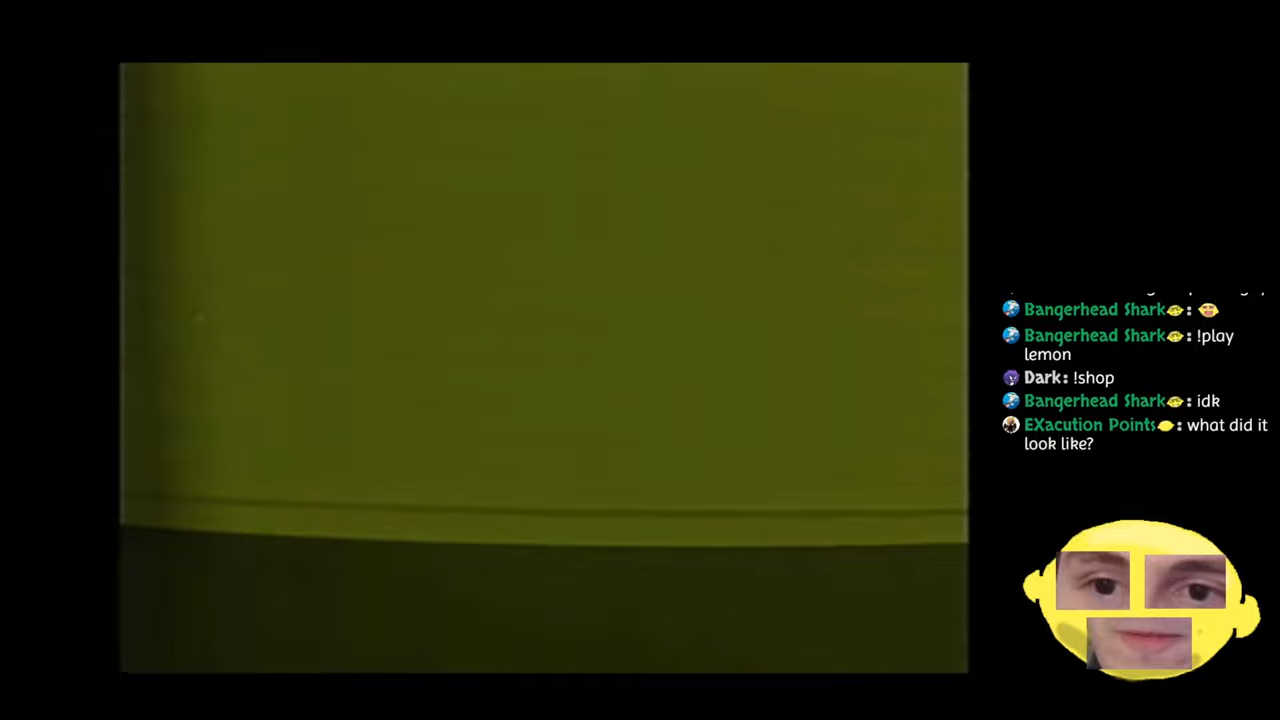 Bangerhead Shark:
Bangerhead Shark: !play
lemon
Dark: !shop
Bangerhead Shark: idk
EXacution Points: what did it
look like?